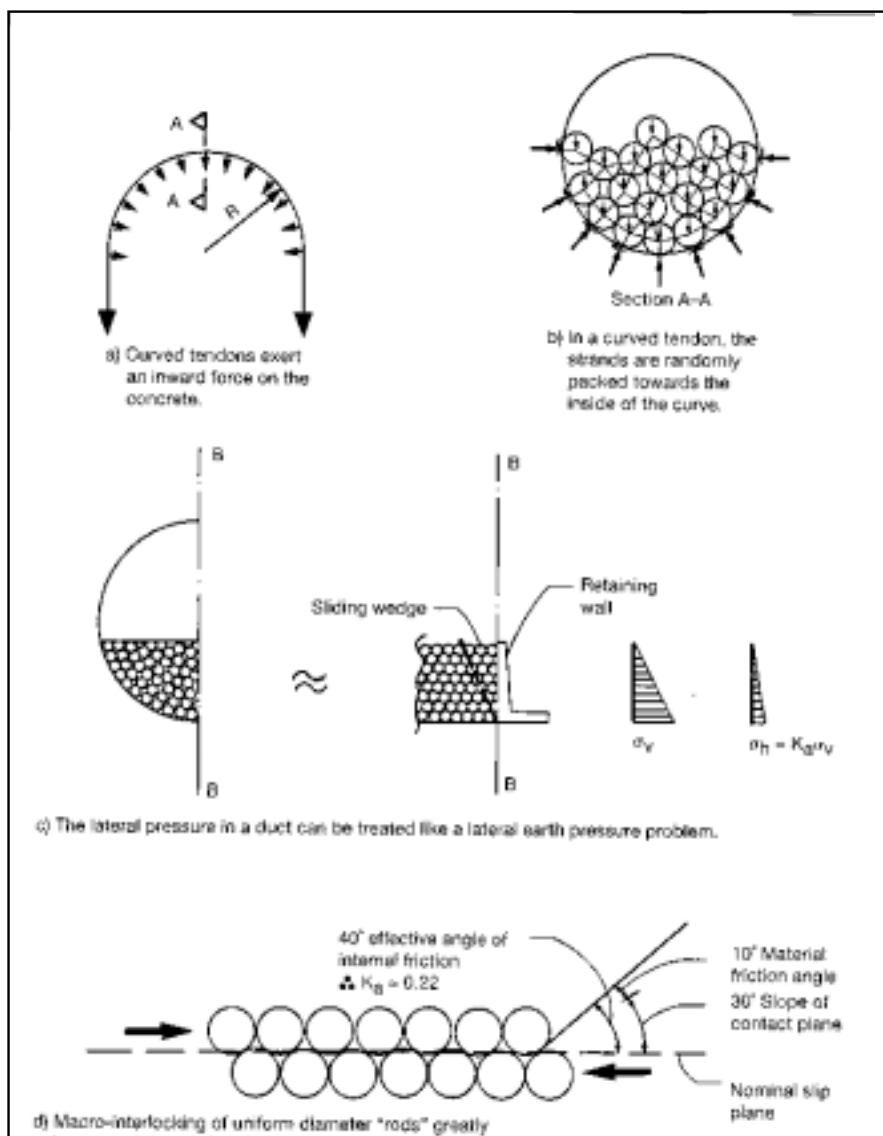 A
A
R
a) Curved tendons exert
an inward force on the
concrete.
Section A–A
b) In a curved tendon, the
strands are randomly
packed towards the
inside of the curve.
B
B
Sliding wedge
Retaining
wall
≈
σv
σh = Kaσv
B
B
c) The lateral pressure in a duct can be treated like a lateral earth pressure problem.
40° effective angle of
internal friction
∴ Ka = 0.22
10° Material
friction angle
30° Slope of
contact plane
Nominal slip
plane
d) Macro-interlocking of uniform diameter "rods" greatly